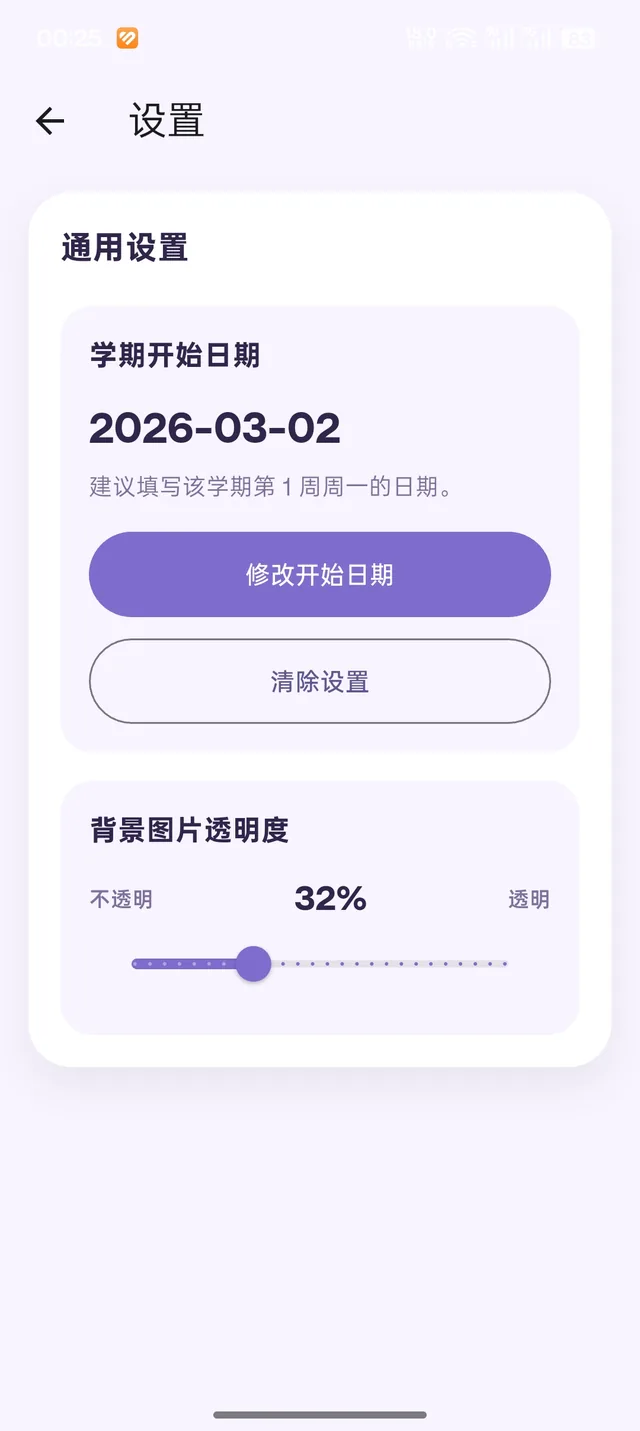 00:25
设置
通用设置
学期开始日期
2026-03-02
建议填写该学期第 1 周周一的日期。
修改开始日期
清除设置
背景图片透明度
不透明
32%
透明